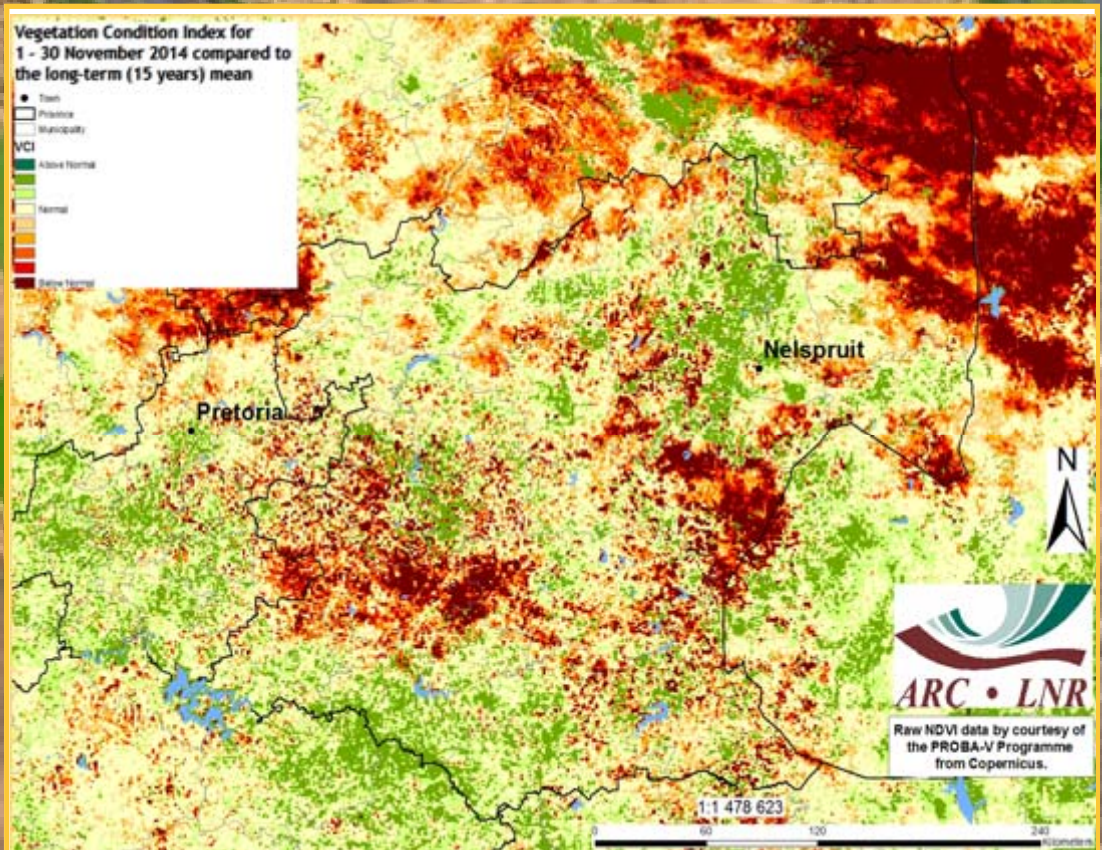 Vegetation Condition Index for
1 - 30 November 2014 compared to
the long-term (15 years) mean
Town
Province
Municipality
VCI
Above Normal
Normal
Below Normal
Nelspruit
Pretoria
N
ARC • LNR
Raw NDVI data by courtesy of
the PROBA-V Programme
from Copernicus.
1:1 478 623
0 60 120 240
Kilometers